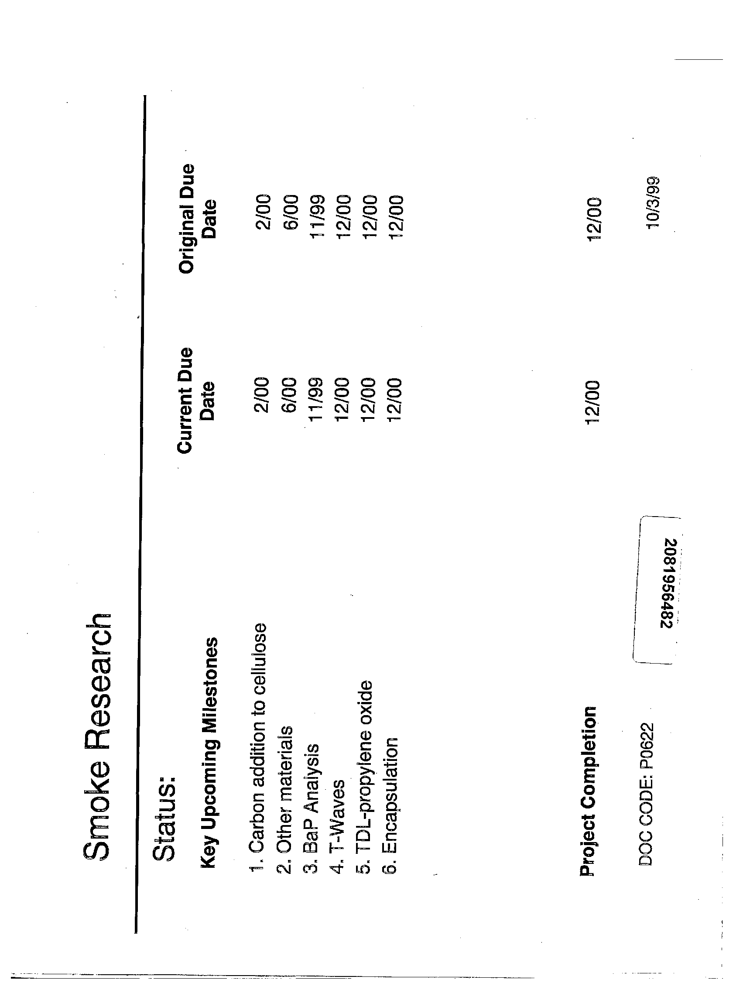 Smoke Research
Status:
Key Upcoming Milestones Current Due Date Original Due Date
1. Carbon addition to cellulose 2/00 2/00
2. Other materials 6/00 6/00
3. BaP Analysis 11/99 11/99
4. T-Waves 12/00 12/00
5. TDL-propylene oxide 12/00 12/00
6. Encapsulation 12/00 12/00
Project Completion 12/00 12/00
DOC CODE: P0622 10/3/99
2081956482